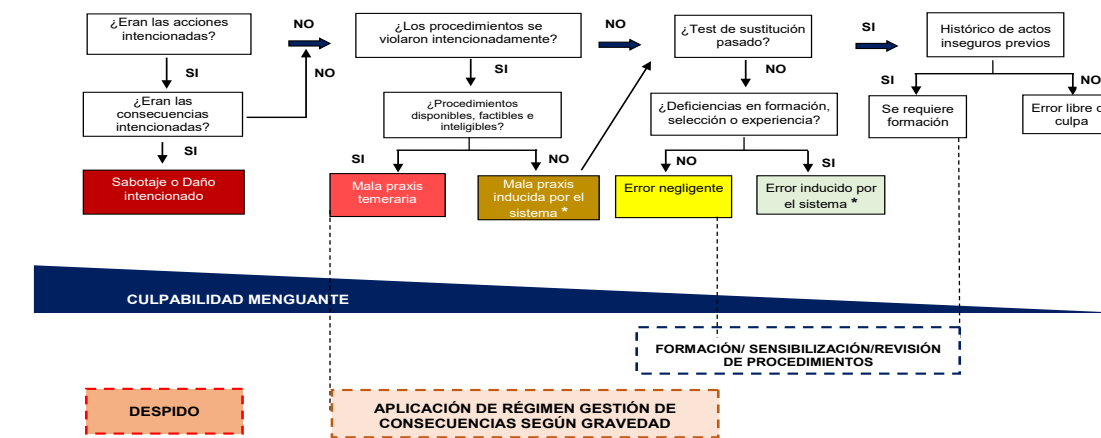 ¿Eran las acciones
intencionadas?
NO
¿Los procedimientos se
violaron intencionadamente?
NO
¿Test de sustitución
pasado?
SI
Histórico de actos
inseguros previos
SI
NO
SI
NO
SI
NO
¿Eran las
consecuencias
intencionadas?
¿Procedimientos
disponibles, factibles e
inteligibles?
¿Deficiencias en formación,
selección o experiencia?
Se requiere
formación
Error libre
culpa
SI
SI
NO
NO
SI
Sabotaje o Daño
intencionado
Mala praxis
temeraria
Mala praxis
inducida por el
sistema *
Error negligente
Error inducido por
el sistema *
CULPABILIDAD MENGUANTE
FORMACIÓN/ SENSIBILIZACIÓN/REVISIÓN
DE PROCEDIMIENTOS
DESPIDO
APLICACIÓN DE RÉGIMEN GESTIÓN DE
CONSECUENCIAS SEGÚN GRAVEDAD